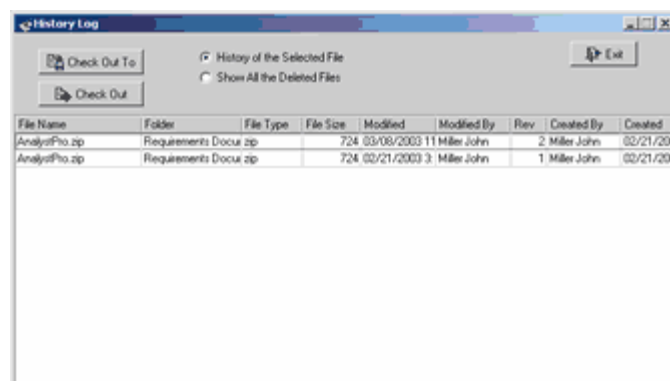 History Log
Check Out To
History of the Selected File
Exit
Show All the Deleted Files
Check Out
File Name Folder File Type File Size Modified Modified By Rev Created By Created
AnalystPro.zip Requirements Docu zip 724 03/08/2003 11 Miller John 2 Miller John 02/21/20
AnalystPro.zip Requirements Docu zip 724 02/21/2003 3: Miller John 1 Miller John 02/21/20